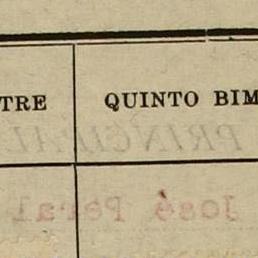 TRE QUINTO BIM
PRINCIPAL
José Peral